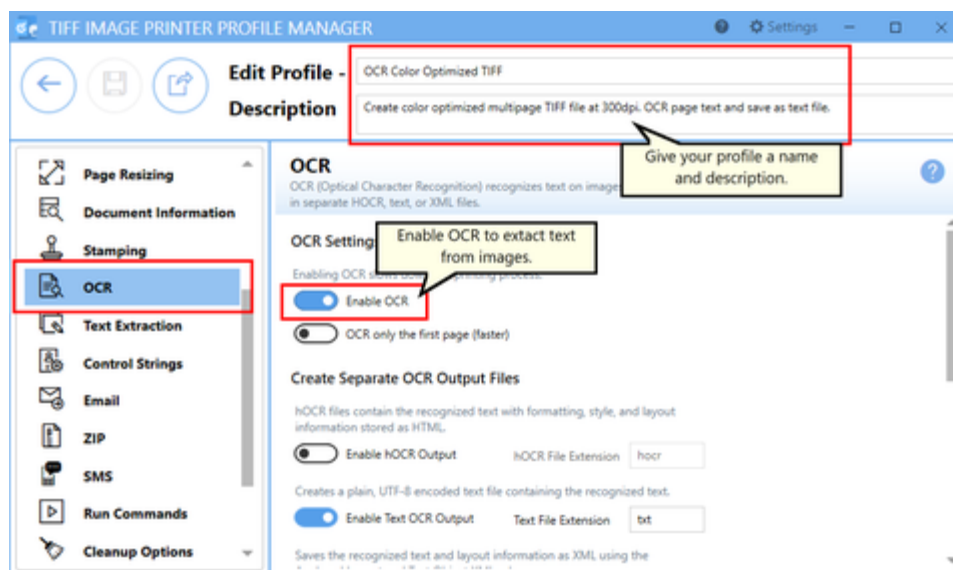 TIFF IMAGE PRINTER PROFILE MANAGER
Settings
Edit Profile - OCR Color Optimized TIFF
Description Create color optimized multipage TIFF file at 300dpi. OCR page text and save as text file.
Give your profile a name
and description.
Page Resizing
Document Information
Stamping
OCR
Text Extraction
Control Strings
Email
ZIP
SMS
Run Commands
Cleanup Options
OCR
OCR (Optical Character Recognition) recognizes text on
in separate HOCR, text, or XML files.
OCR Settings
Enable OCR to extact text
from images.
Enabling OCR process.
Enable OCR
OCR only the first page (faster)
Create Separate OCR Output Files
hOCR files contain the recognized text with formatting, style, and layout
information stored as HTML.
Enable hOCR Output hOCR File Extension hocr
Creates a plain, UTF-8 encoded text file containing the recognized text.
Enable Text OCR Output Text File Extension txt
Saves the recognized text and layout information as XML using the